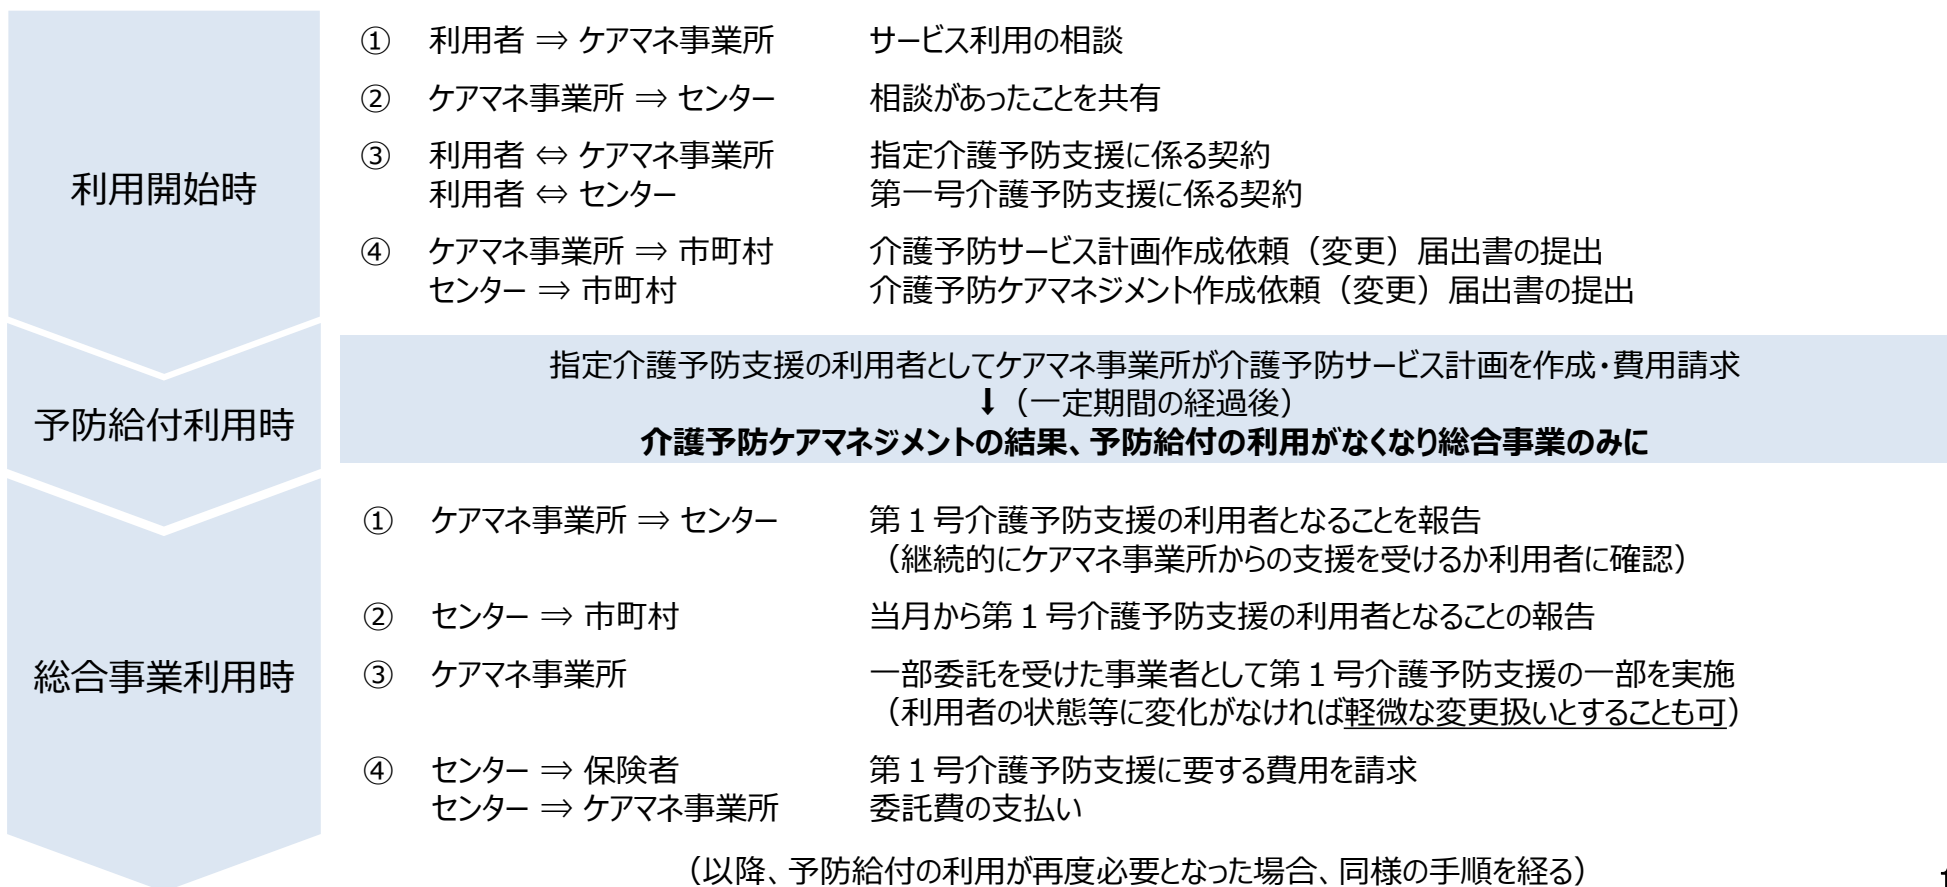 利用開始時
① 利用者 ⇒ ケアマネ事業所 サービス利用の相談
② ケアマネ事業所 ⇒ センター 相談があったことを共有
③ 利用者 ⇔ ケアマネ事業所 指定介護予防支援に係る契約
利用者 ⇔ センター 第一号介護予防支援に係る契約
④ ケアマネ事業所 ⇒ 市町村 介護予防サービス計画作成依頼（変更）届出書の提出
センター ⇒ 市町村 介護予防ケアマネジメント作成依頼（変更）届出書の提出
予防給付利用時
指定介護予防支援の利用者としてケアマネ事業所が介護予防サービス計画を作成・費用請求
⬇（一定期間の経過後）
介護予防ケアマネジメントの結果、予防給付の利用がなくなり総合事業のみに
総合事業利用時
① ケアマネ事業所 ⇒ センター 第１号介護予防支援の利用者となることを報告
（継続的にケアマネ事業所からの支援を受けるか利用者に確認）
② センター ⇒ 市町村 当月から第１号介護予防支援の利用者となることの報告
③ ケアマネ事業所 一部委託を受けた事業者として第１号介護予防支援の一部を実施
（利用者の状態等に変化がなければ軽微な変更扱いとすることも可）
④ センター ⇒ 保険者 第１号介護予防支援に要する費用を請求
センター ⇒ ケアマネ事業所 委託費の支払い
（以降、予防給付の利用が再度必要となった場合、同様の手順を経る）